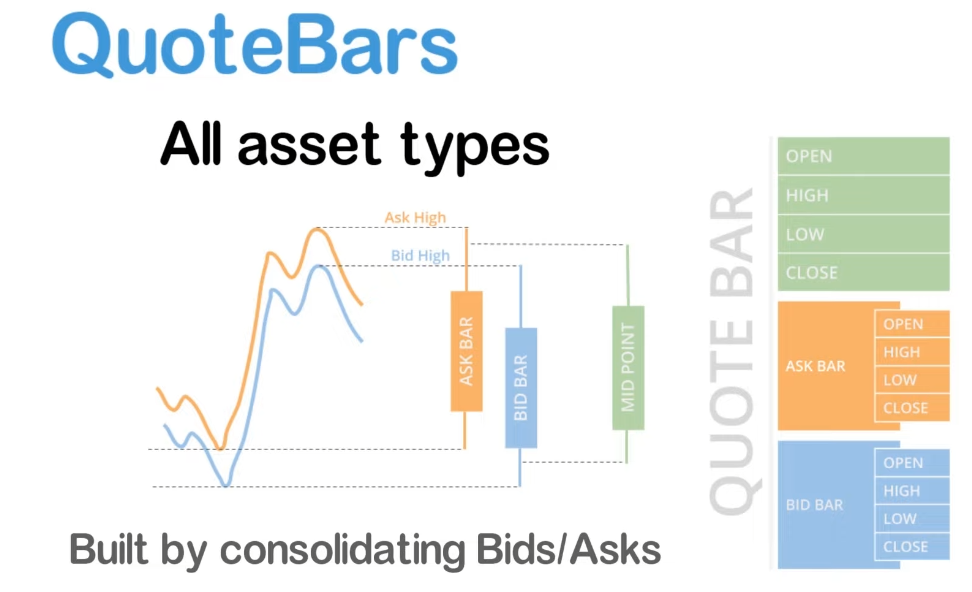 QuoteBars
All asset types
Ask High
Bid High
ASK BAR
BID BAR
MID POINT
Built by consolidating Bids/Asks
QUOTE BAR
OPEN
HIGH
LOW
CLOSE
ASK BAR
OPEN
HIGH
LOW
CLOSE
BID BAR
OPEN
HIGH
LOW
CLOSE